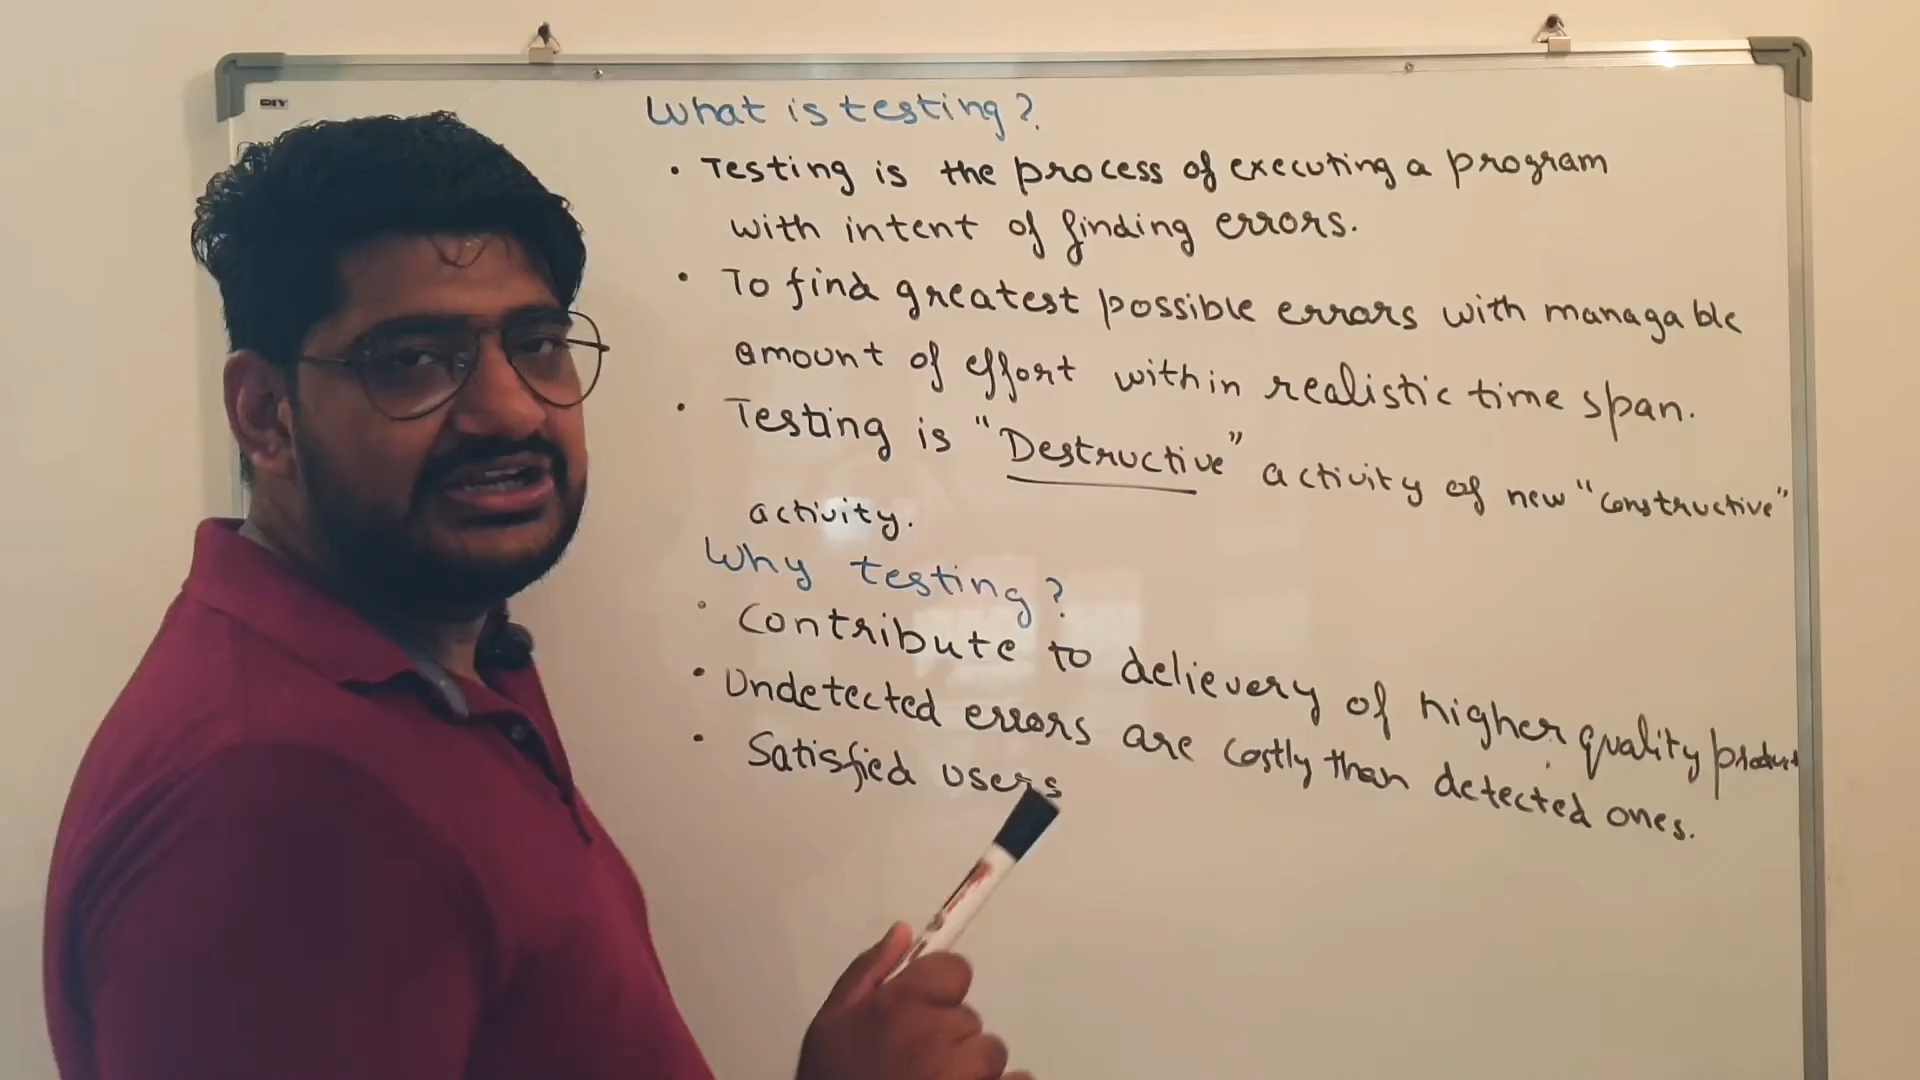 DIY
What is testing?
• Testing is the process of executing a program
with intent of finding errors.
• To find greatest possible errors with managable
amount of effort within realistic time span.
• Testing is "Destructive" activity of new "constructive"
activity.
Why testing?
• Contribute to delievery of higher quality product
• Undetected errors are costly than detected ones.
• Satisfied users